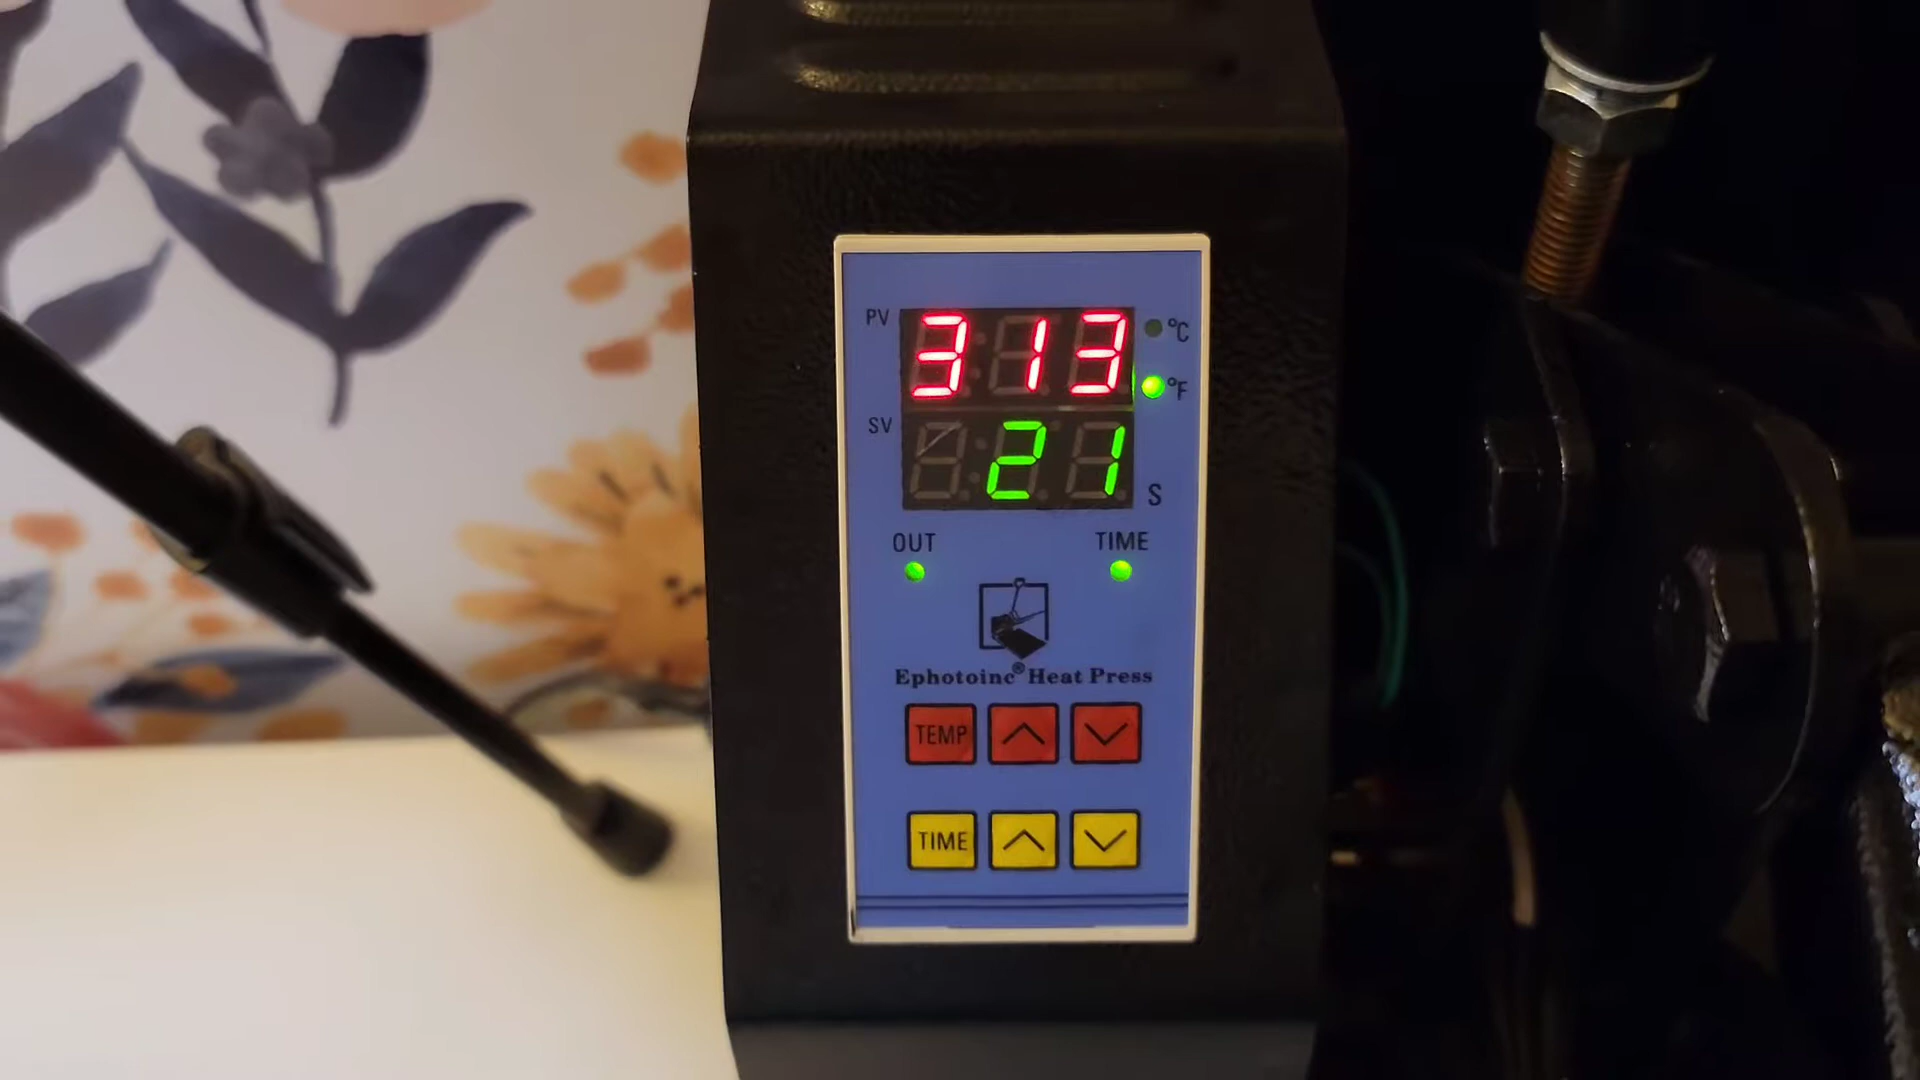 PV 313 °C
°F
SV 21 S
OUT TIME
Ephotoinc® Heat Press
TEMP
TIME